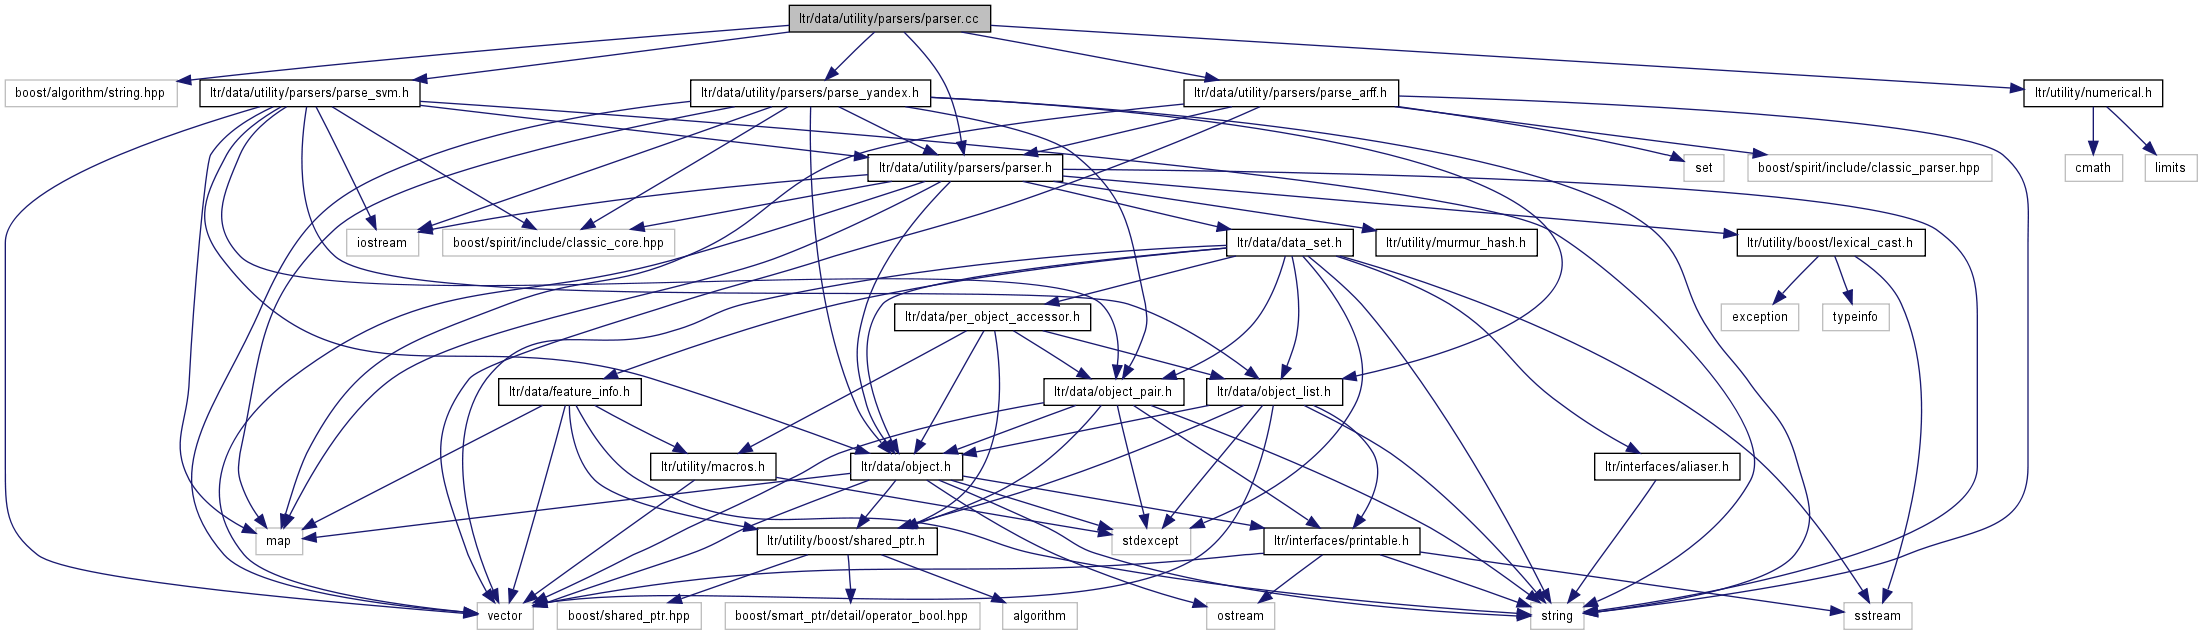 ltr/data/utility/parsers/parser.cc
boost/algorithm/string.hpp
ltr/data/utility/parsers/parse_svm.h
ltr/data/utility/parsers/parse_yandex.h
ltr/data/utility/parsers/parse_arff.h
ltr/utility/numerical.h
ltr/data/utility/parsers/parser.h
set
boost/spirit/include/classic_parser.hpp
cmath
limits
iostream
boost/spirit/include/classic_core.hpp
ltr/data/data_set.h
ltr/utility/murmur_hash.h
ltr/utility/boost/lexical_cast.h
ltr/data/per_object_accessor.h
exception
typeinfo
ltr/data/feature_info.h
ltr/data/object_pair.h
ltr/data/object_list.h
ltr/utility/macros.h
ltr/data/object.h
ltr/interfaces/aliaser.h
map
ltr/utility/boost/shared_ptr.h
stdexcept
ltr/interfaces/printable.h
vector
boost/shared_ptr.hpp
boost/smart_ptr/detail/operator_bool.hpp
algorithm
ostream
string
sstream